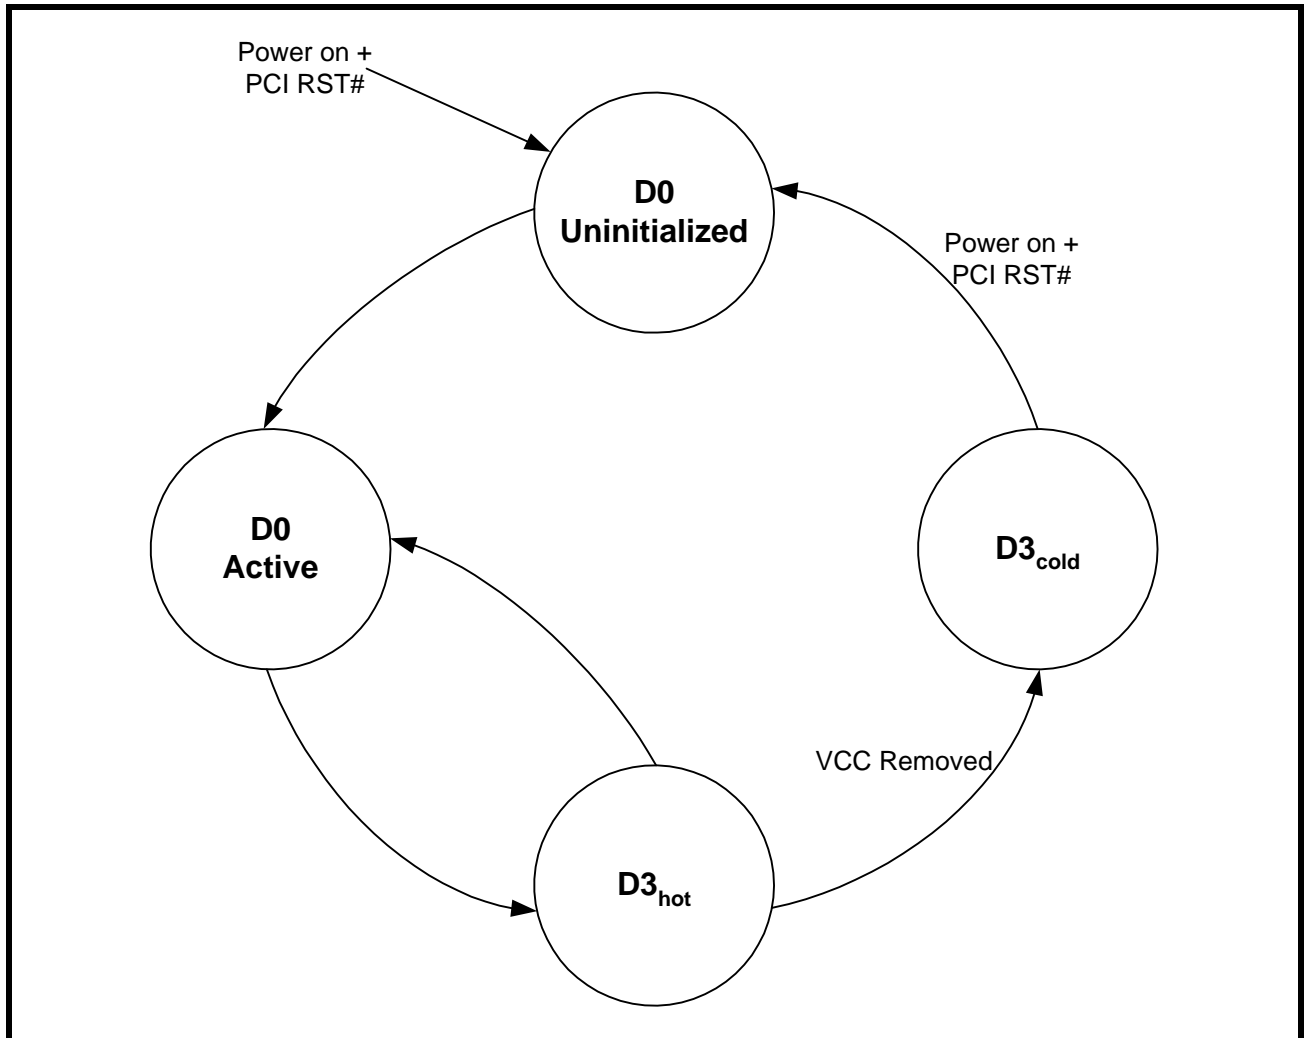 Power on +
PCI RST#
D0
Uninitialized
Power on +
PCI RST#
D0
Active
D3cold
VCC Removed
D3hot